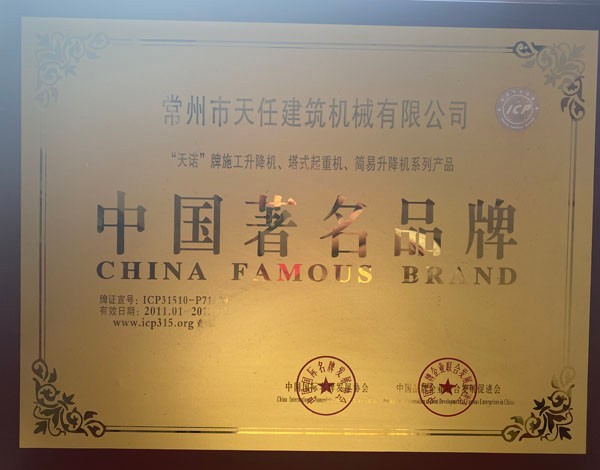 常州市天任建筑机械有限公司
ICP
“天诺”牌施工升降机、塔式起重机、简易升降机系列产品
中国著名品牌
CHINA FAMOUS BRAND
牌证宣号：ICP31510-P71
有效日期：2011.01-20
www.icp315.org